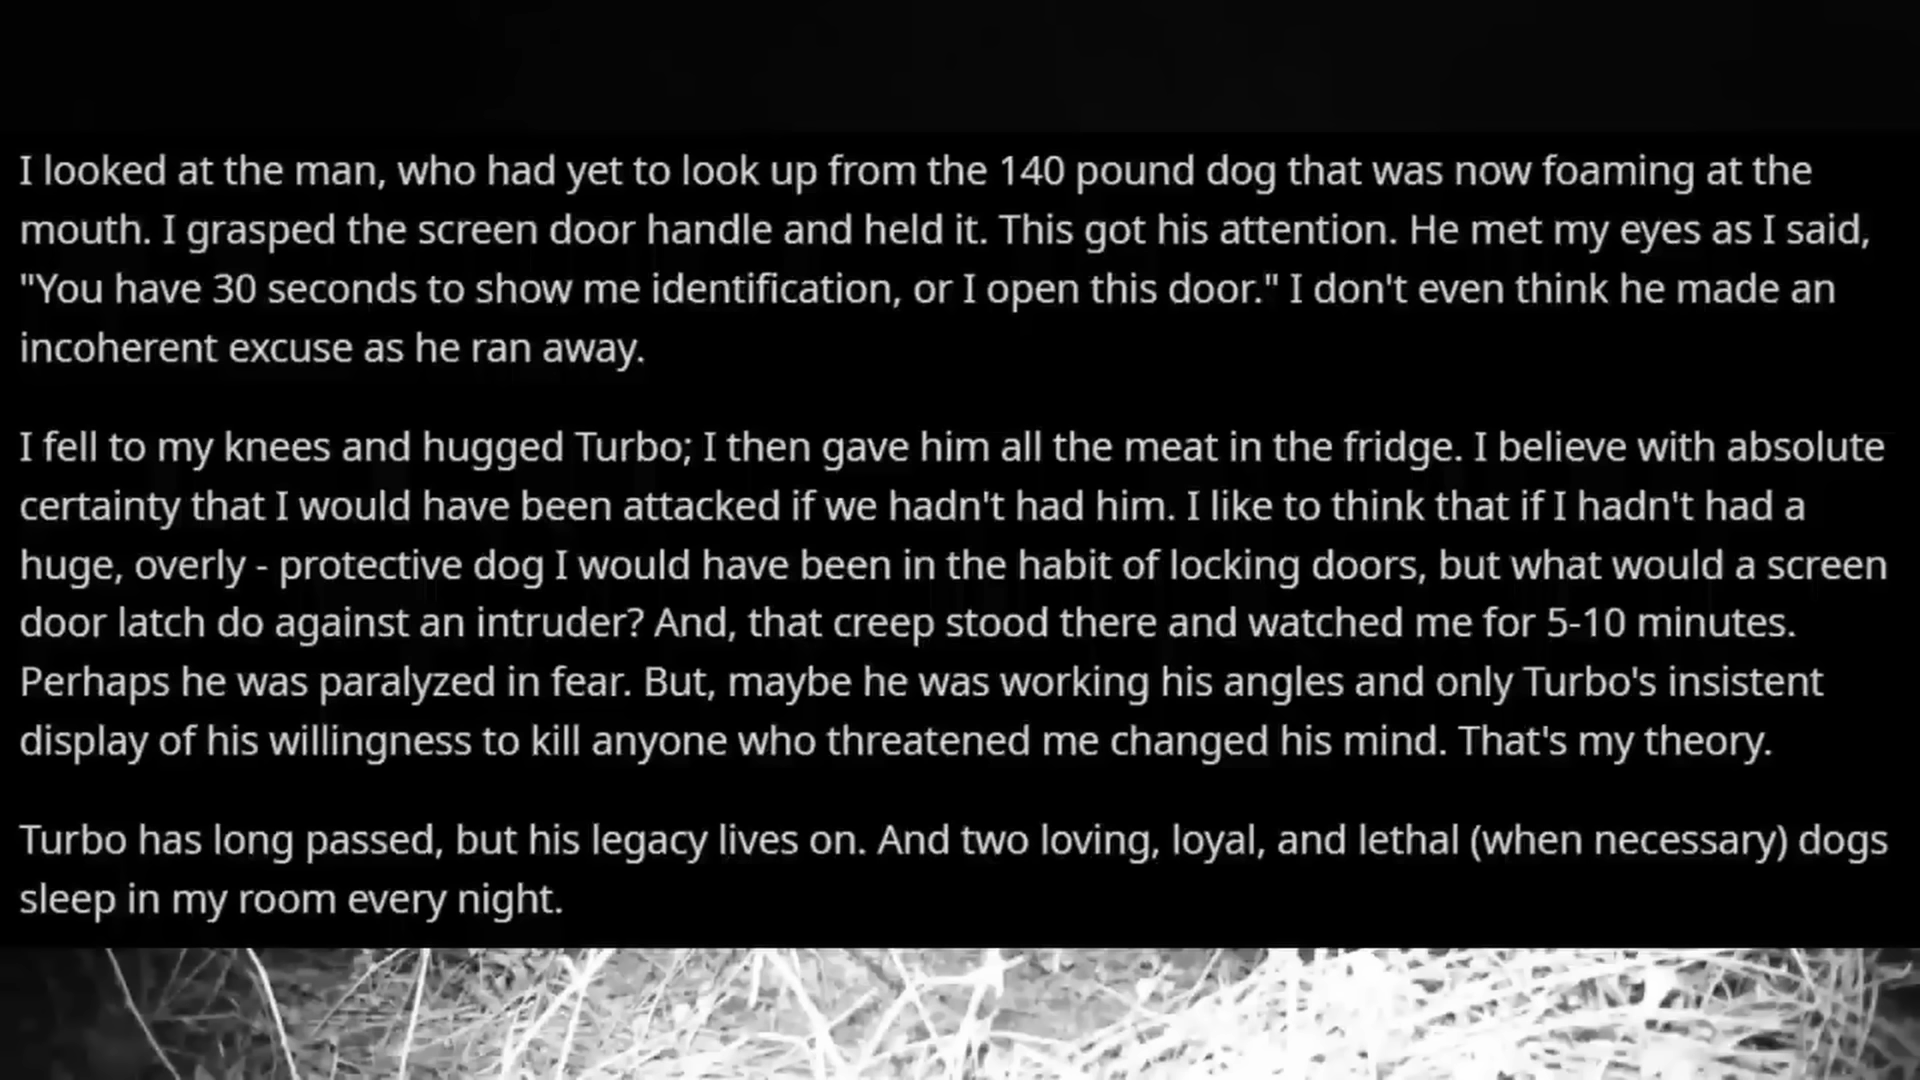 I looked at the man, who had yet to look up from the 140 pound dog that was now foaming at the
mouth. I grasped the screen door handle and held it. This got his attention. He met my eyes as I said,
"You have 30 seconds to show me identification, or I open this door." I don't even think he made an
incoherent excuse as he ran away.
I fell to my knees and hugged Turbo; I then gave him all the meat in the fridge. I believe with absolute
certainty that I would have been attacked if we hadn't had him. I like to think that if I hadn't had a
huge, overly - protective dog I would have been in the habit of locking doors, but what would a screen
door latch do against an intruder? And, that creep stood there and watched me for 5-10 minutes.
Perhaps he was paralyzed in fear. But, maybe he was working his angles and only Turbo's insistent
display of his willingness to kill anyone who threatened me changed his mind. That's my theory.
Turbo has long passed, but his legacy lives on. And two loving, loyal, and lethal (when necessary) dogs
sleep in my room every night.